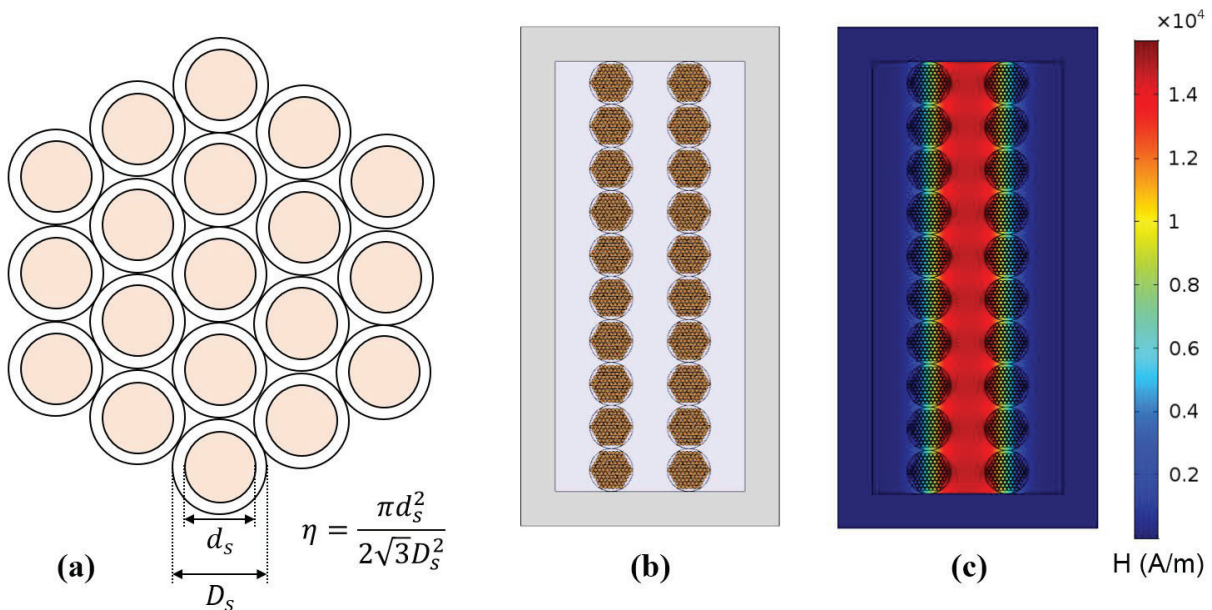 d_s
D_s
η = πd_s^2 / 2√3D_s^2
(a)
(b)
(c)
×10^4
1.4
1.2
1
0.8
0.6
0.4
0.2
H (A/m)